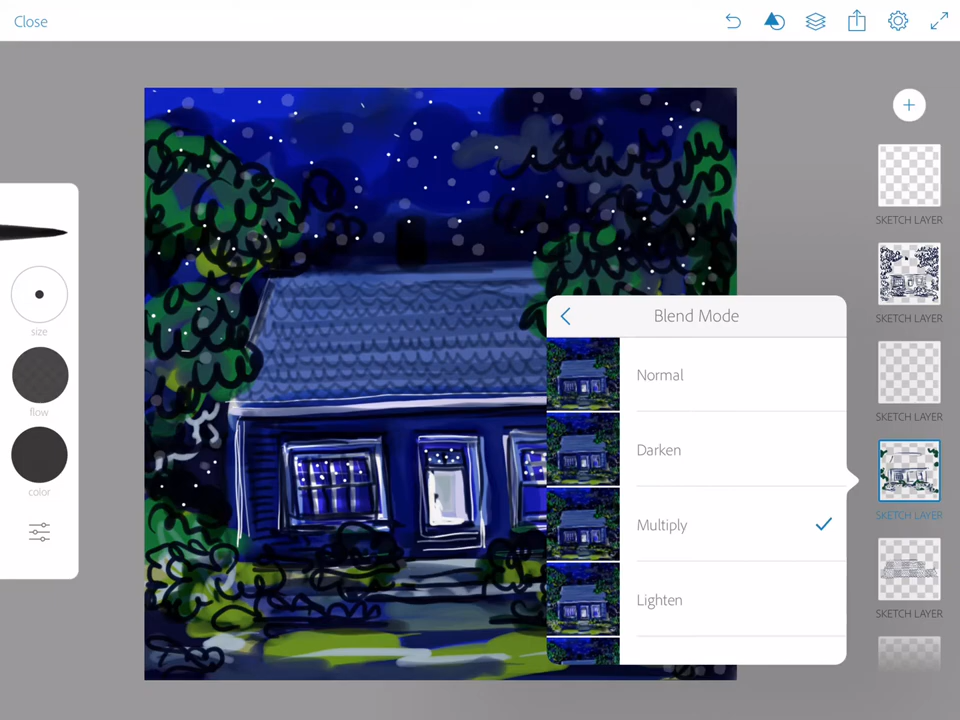 Close
size
flow
color
Blend Mode
Normal
Darken
Multiply
Lighten
SKETCH LAYER
SKETCH LAYER
SKETCH LAYER
SKETCH LAYER
SKETCH LAYER